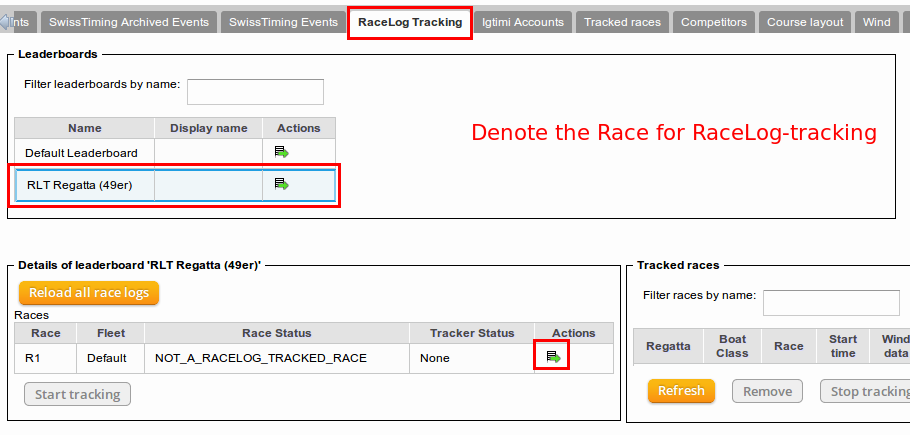 nts SwissTiming Archived Events SwissTiming Events RaceLog Tracking Igtimi Accounts Tracked races Competitors Course layout Wind
Leaderboards
Filter leaderboards by name:
Denote the Race for RaceLog-tracking
Name Display name Actions
Default Leaderboard
RLT Regatta (49er)
Details of leaderboard 'RLT Regatta (49er)'
Reload all race logs
Races
Race Fleet Race Status Tracker Status Actions
R1 Default NOT_A_RACELOG_TRACKED_RACE None
Start tracking
Tracked races
Filter races by name:
Regatta Boat Class Race Start time Wind data
Refresh Remove Stop tracking